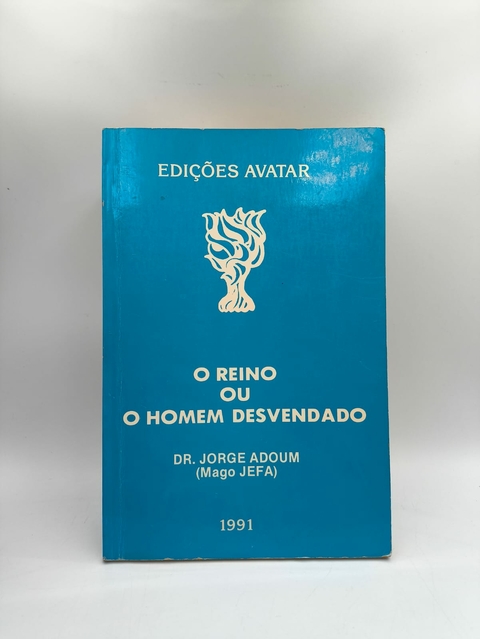 EDIÇÕES AVATAR
O REINO
OU
O HOMEM DESVENDADO
DR. JORGE ADOUM
(Mago JEFA)
1991